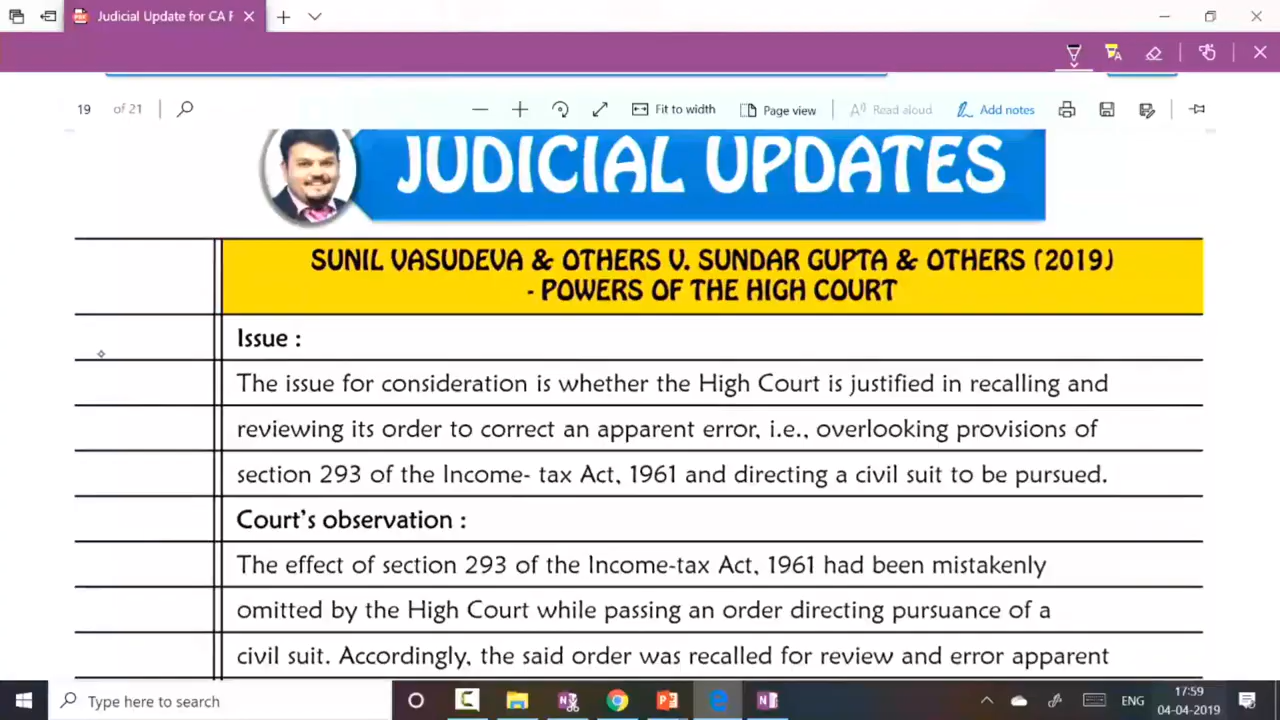 Judicial Update for CA F
19 of 21
Fit to width
Page view
Read aloud
Add notes
JUDICIAL UPDATES
SUNIL VASUDEVA & OTHERS V. SUNDAR GUPTA & OTHERS (2019)
- POWERS OF THE HIGH COURT
Issue :
The issue for consideration is whether the High Court is justified in recalling and
reviewing its order to correct an apparent error, i.e., overlooking provisions of
section 293 of the Income- tax Act, 1961 and directing a civil suit to be pursued.
Court's observation :
The effect of section 293 of the Income-tax Act, 1961 had been mistakenly
omitted by the High Court while passing an order directing pursuance of a
civil suit. Accordingly, the said order was recalled for review and error apparent
Type here to search
ENG
17:59
04-04-2019